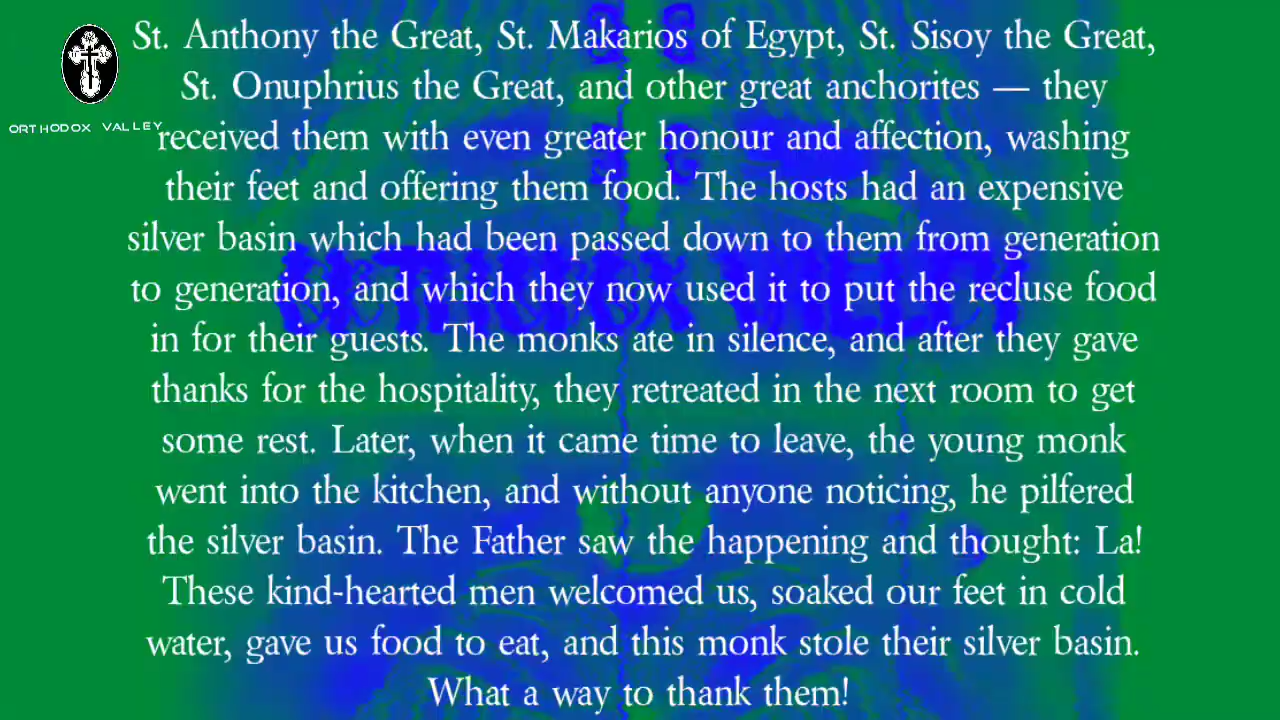 St. Anthony the Great, St. Makarios of Egypt, St. Sisoy the Great,
St. Onuphrius the Great, and other great anchorites — they
ORTHODOX VALLEY
received them with even greater honour and affection, washing
their feet and offering them food. The hosts had an expensive
silver basin which had been passed down to them from generation
to generation, and which they now used it to put the recluse food
in for their guests. The monks ate in silence, and after they gave
thanks for the hospitality, they retreated in the next room to get
some rest. Later, when it came time to leave, the young monk
went into the kitchen, and without anyone noticing, he pilfered
the silver basin. The Father saw the happening and thought: La!
These kind-hearted men welcomed us, soaked our feet in cold
water, gave us food to eat, and this monk stole their silver basin.
What a way to thank them!
ORTHODOX VALLEY